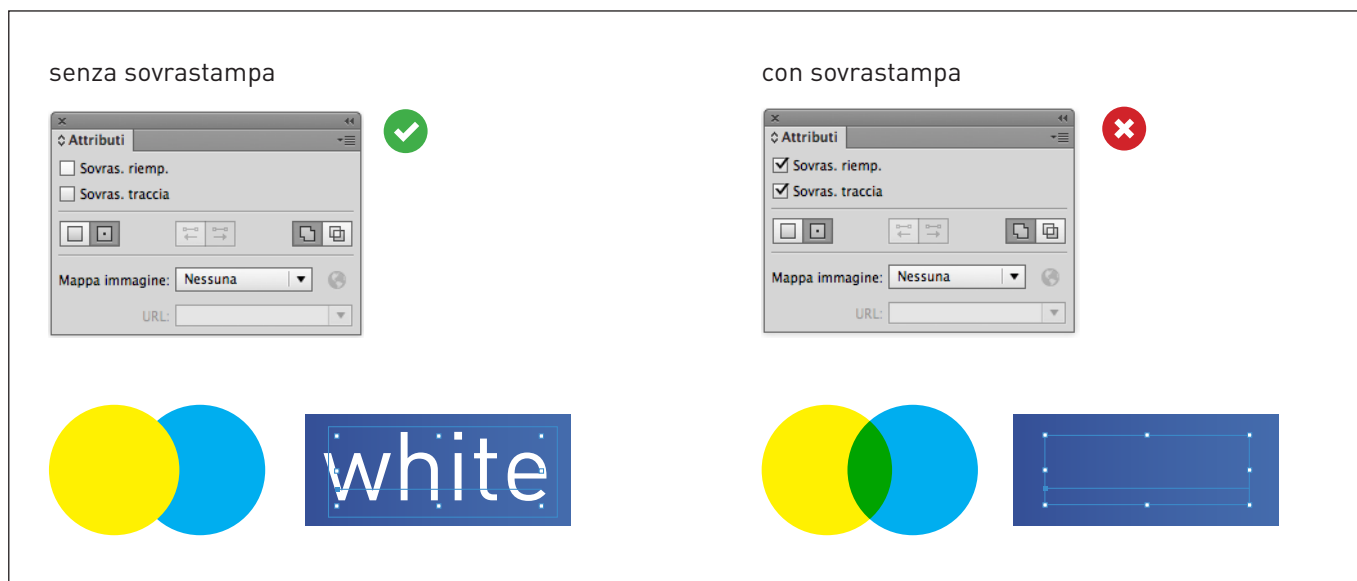 senza sovrastampa
Attributi
Sovras. riemp.
Sovras. traccia
Mappa immagine: Nessuna
URL:
white
con sovrastampa
Attributi
Sovras. riemp.
Sovras. traccia
Mappa immagine: Nessuna
URL: